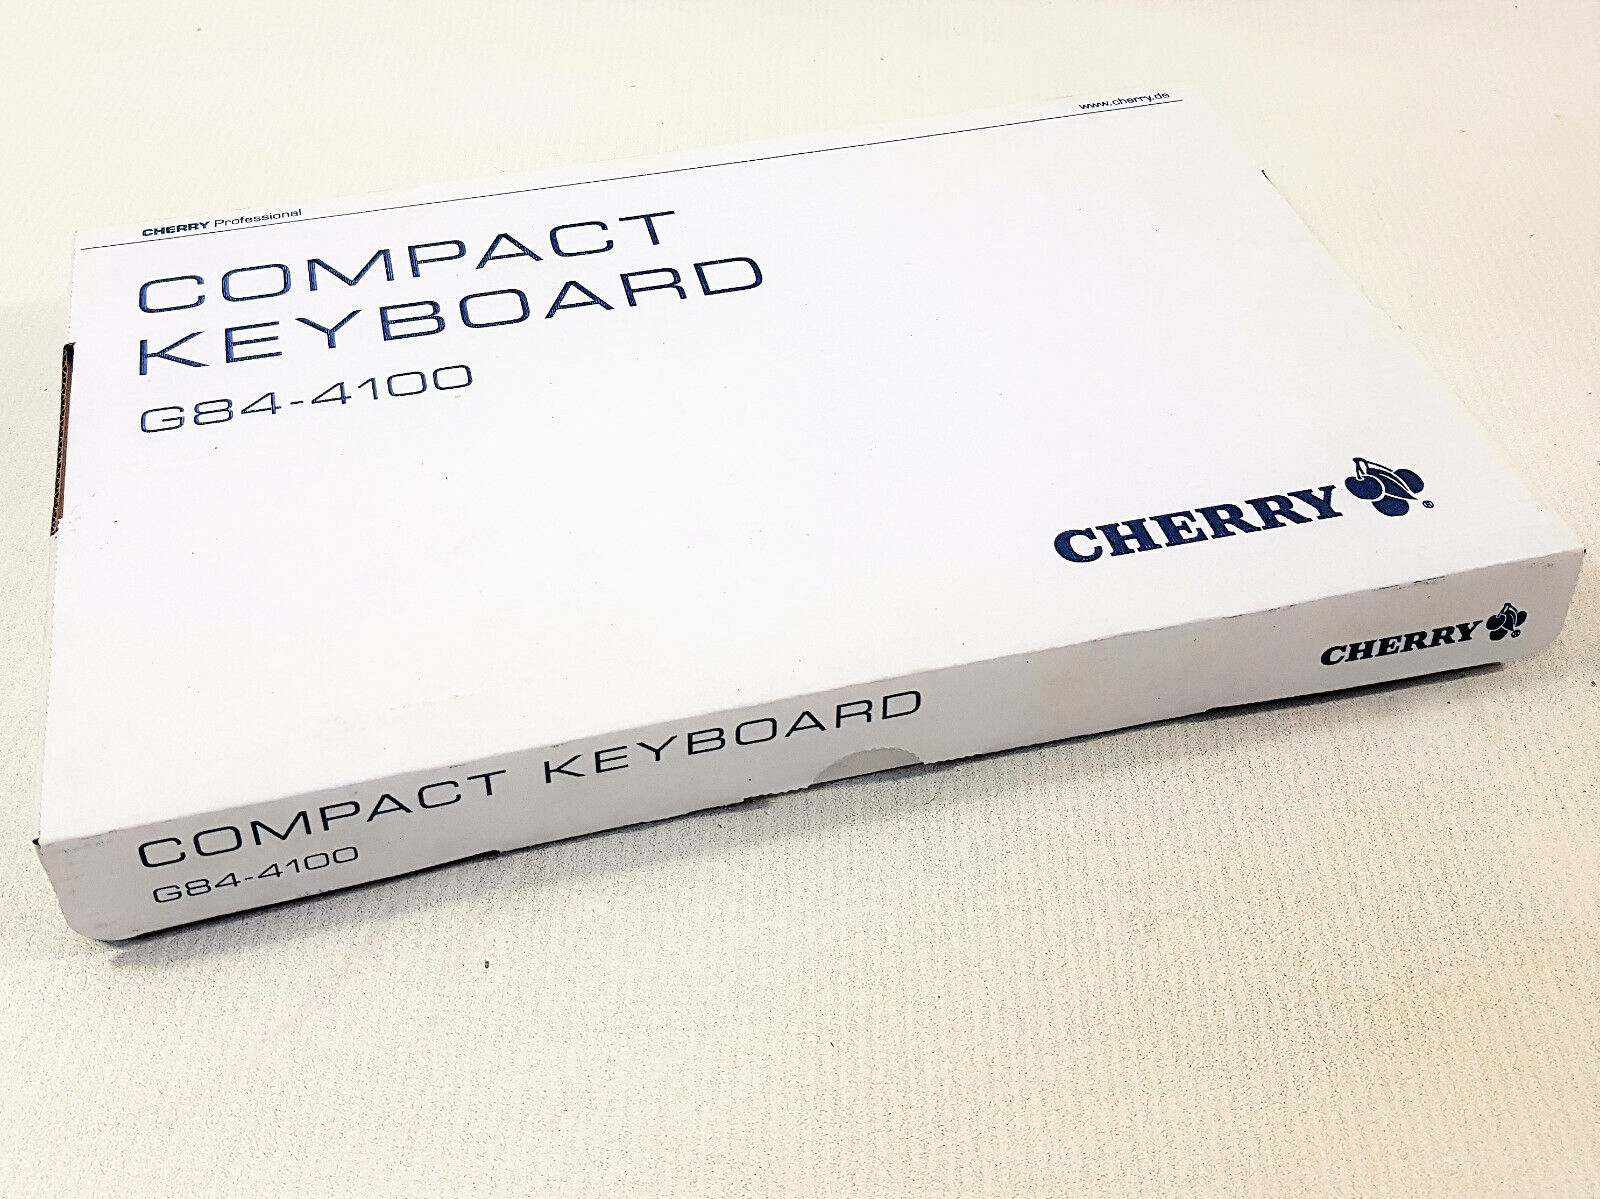 www.cherry.de
CHERRY Professional
COMPACT
KEYBOARD
G84-4100
CHERRY®
CHERRY®
COMPACT KEYBOARD
G84-4100